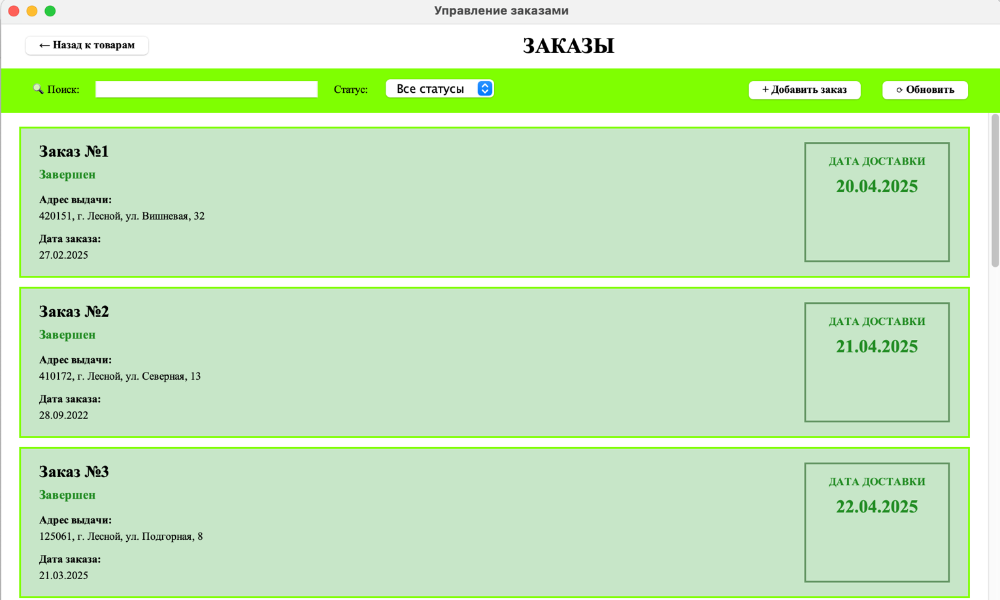 Управление заказами
← Назад к товарам
ЗАКАЗЫ
Поиск:
Статус:
Все статусы
+ Добавить заказ
⟳ Обновить
Заказ №1
Завершен
Адрес выдачи:
420151, г. Лесной, ул. Вишневая, 32
Дата заказа:
27.02.2025
ДАТА ДОСТАВКИ
20.04.2025
Заказ №2
Завершен
Адрес выдачи:
410172, г. Лесной, ул. Северная, 13
Дата заказа:
28.09.2022
ДАТА ДОСТАВКИ
21.04.2025
Заказ №3
Завершен
Адрес выдачи:
125061, г. Лесной, ул. Подгорная, 8
Дата заказа:
21.03.2025
ДАТА ДОСТАВКИ
22.04.2025